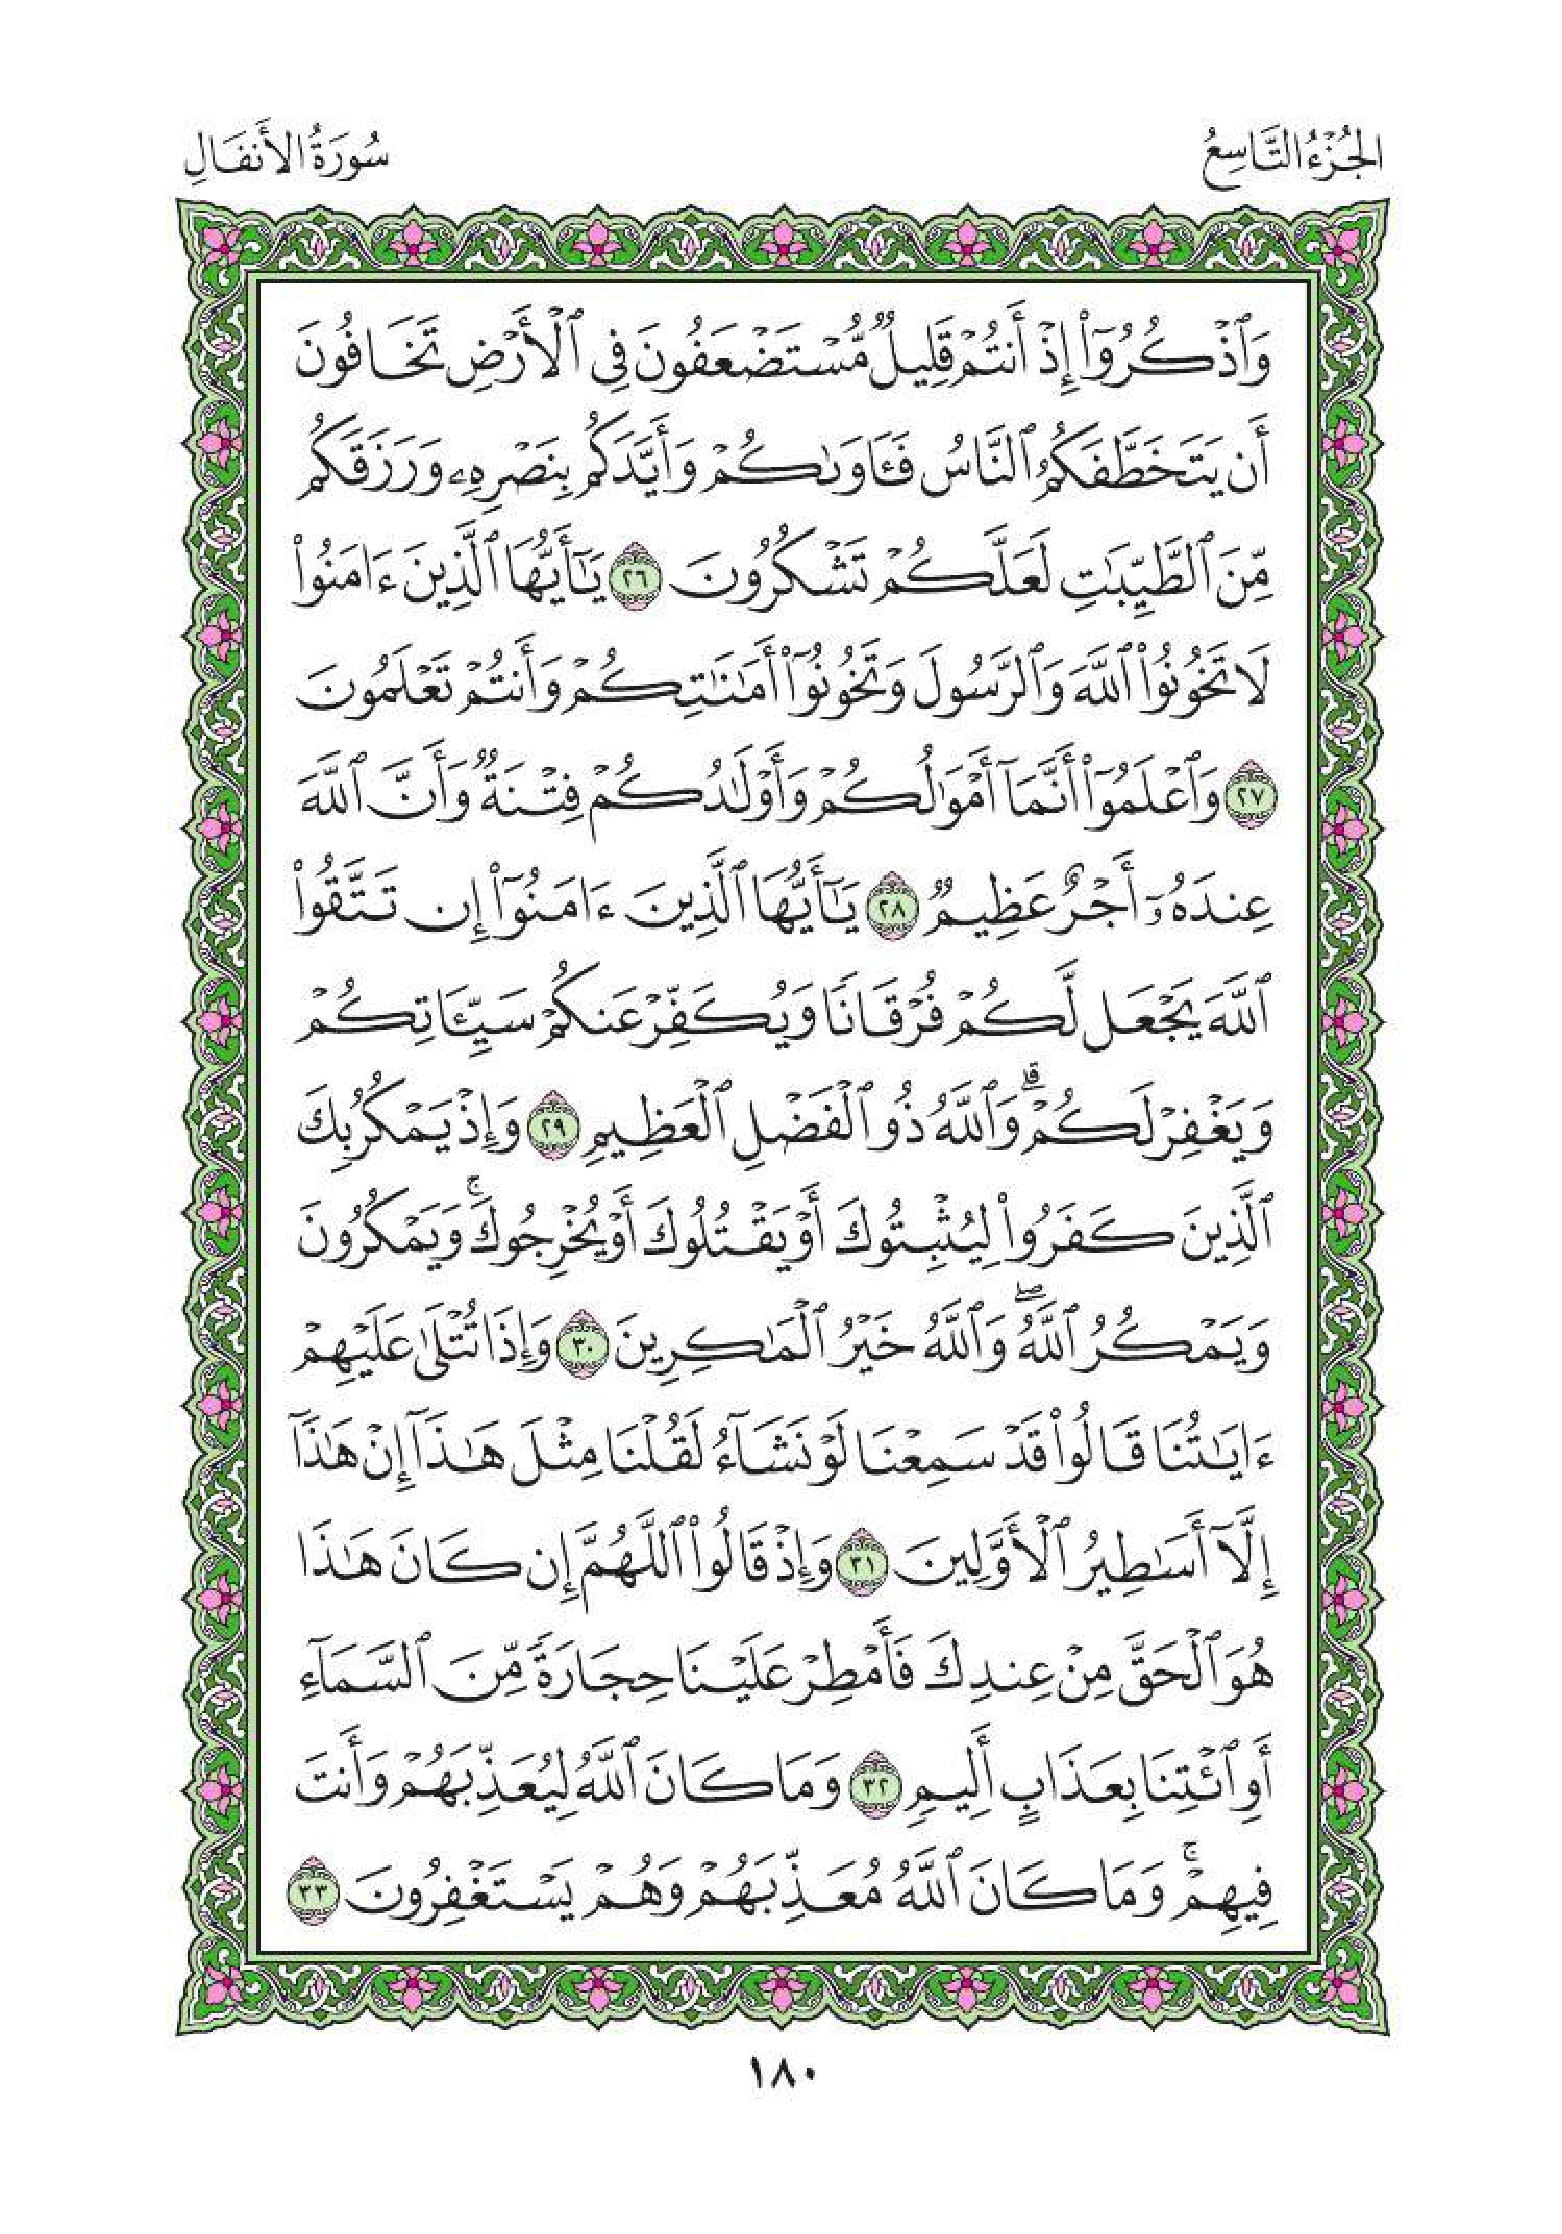 الجُزْءُ التَّاسِعُ
سُورَةُ الأَنفَالِ
وَٱذْكُرُوٓا۟ إِذْ أَنتُمْ قَلِيلٌ مُّسْتَضْعَفُونَ فِى ٱلْأَرْضِ تَخَافُونَ
أَن يَتَخَطَّفَكُمُ ٱلنَّاسُ فَـَٔاوَىٰكُمْ وَأَيَّدَكُم بِنَصْرِهِۦ وَرَزَقَكُم
مِّنَ ٱلطَّيِّبَـٰتِ لَعَلَّكُمْ تَشْكُرُونَ ٢٦ يَـٰٓأَيُّهَا ٱلَّذِينَ ءَامَنُوا۟
لَا تَخُونُوا۟ ٱللَّهَ وَٱلرَّسُولَ وَتَخُونُوٓا۟ أَمَـٰنَـٰتِكُمْ وَأَنتُمْ تَعْلَمُونَ
٢٧ وَٱعْلَمُوٓا۟ أَنَّمَآ أَمْوَٰلُكُمْ وَأَوْلَـٰدُكُمْ فِتْنَةٌ وَأَنَّ ٱللَّهَ
عِندَهُۥٓ أَجْرٌ عَظِيمٌ ٢٨ يَـٰٓأَيُّهَا ٱلَّذِينَ ءَامَنُوٓا۟ إِن تَتَّقُوا۟
ٱللَّهَ يَجْعَل لَّكُمْ فُرْقَانًا وَيُكَفِّرْ عَنكُمْ سَيِّـَٔاتِكُمْ
وَيَغْفِرْ لَكُمْ ۗ وَٱللَّهُ ذُو ٱلْفَضْلِ ٱلْعَظِيمِ ٢٩ وَإِذْ يَمْكُرُ بِكَ
ٱلَّذِينَ كَفَرُوا۟ لِيُثْبِتُوكَ أَوْ يَقْتُلُوكَ أَوْ يُخْرِجُوكَ ۚ وَيَمْكُرُونَ
وَيَمْكُرُ ٱللَّهُ ۖ وَٱللَّهُ خَيْرُ ٱلْمَـٰكِرِينَ ٣٠ وَإِذَا تُتْلَىٰ عَلَيْهِمْ
ءَايَـٰتُنَا قَالُوا۟ قَدْ سَمِعْنَا لَوْ نَشَآءُ لَقُلْنَا مِثْلَ هَـٰذَآ إِنْ هَـٰذَآ
إِلَّآ أَسَـٰطِيرُ ٱلْأَوَّلِينَ ٣١ وَإِذْ قَالُوا۟ ٱللَّهُمَّ إِن كَانَ هَـٰذَا
هُوَ ٱلْحَقَّ مِنْ عِندِكَ فَأَمْطِرْ عَلَيْنَا حِجَارَةً مِّنَ ٱلسَّمَآءِ
أَوِ ٱئْتِنَا بِعَذَابٍ أَلِيمٍ ٣٢ وَمَا كَانَ ٱللَّهُ لِيُعَذِّبَهُمْ وَأَنتَ
فِيهِمْ ۚ وَمَا كَانَ ٱللَّهُ مُعَذِّبَهُمْ وَهُمْ يَسْتَغْفِرُونَ ٣٣
١٨٠